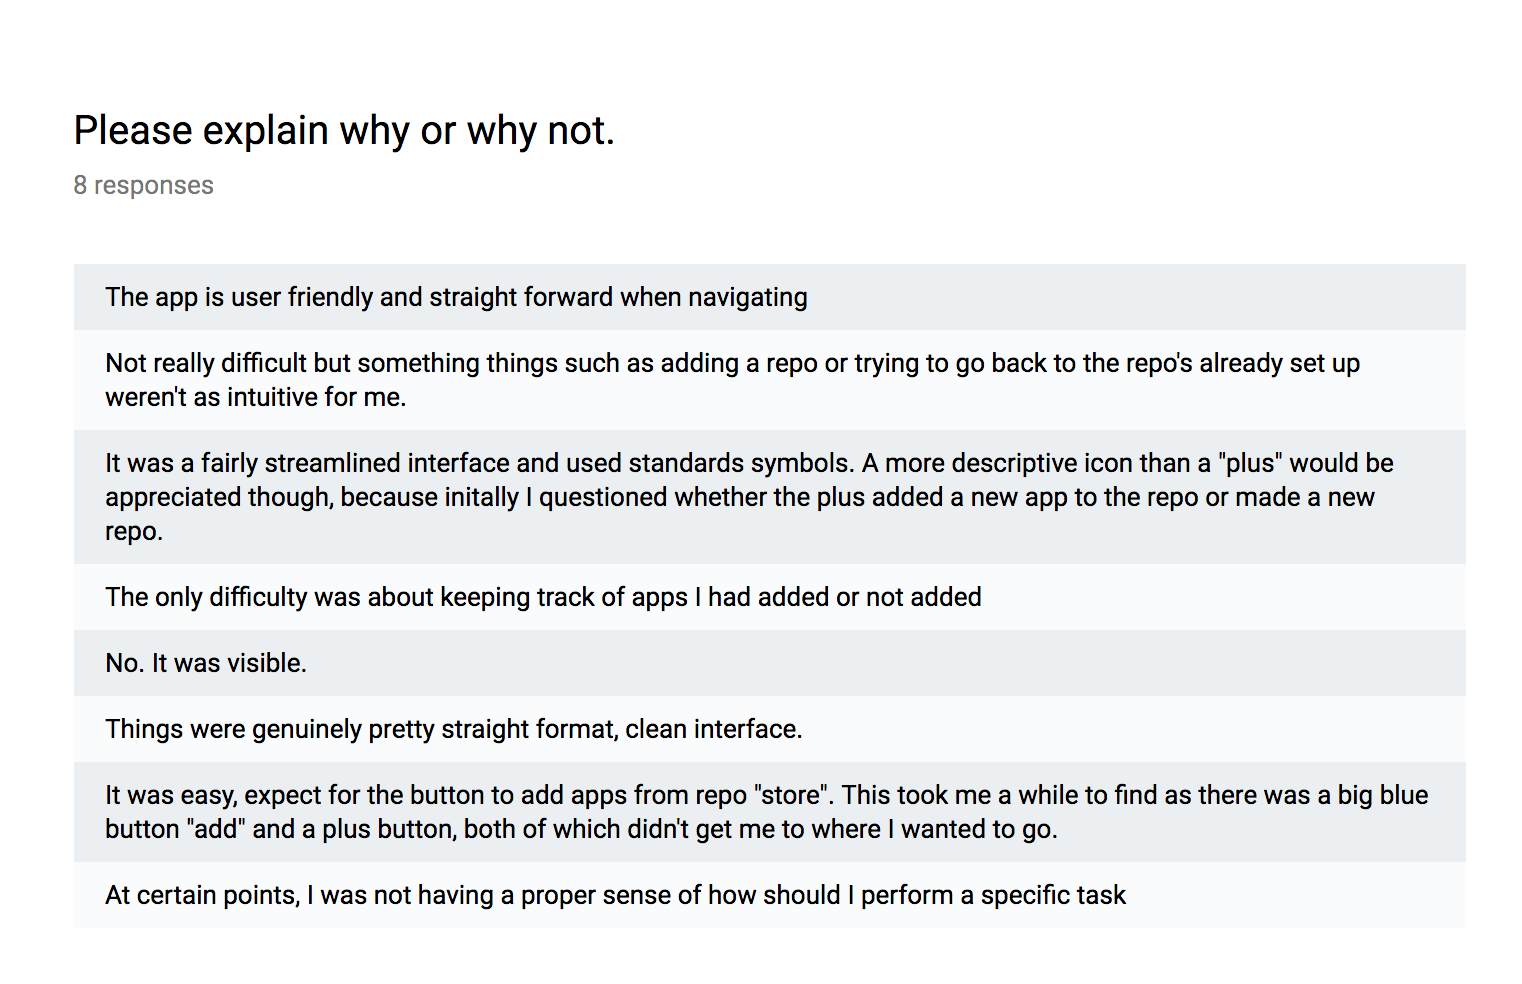 Please explain why or why not.
8 responses
The app is user friendly and straight forward when navigating
Not really difficult but something things such as adding a repo or trying to go back to the repo's already set up
weren't as intuitive for me.
It was a fairly streamlined interface and used standards symbols. A more descriptive icon than a "plus" would be
appreciated though, because initally I questioned whether the plus added a new app to the repo or made a new
repo.
The only difficulty was about keeping track of apps I had added or not added
No. It was visible.
Things were genuinely pretty straight format, clean interface.
It was easy, expect for the button to add apps from repo "store". This took me a while to find as there was a big blue
button "add" and a plus button, both of which didn't get me to where I wanted to go.
At certain points, I was not having a proper sense of how should I perform a specific task